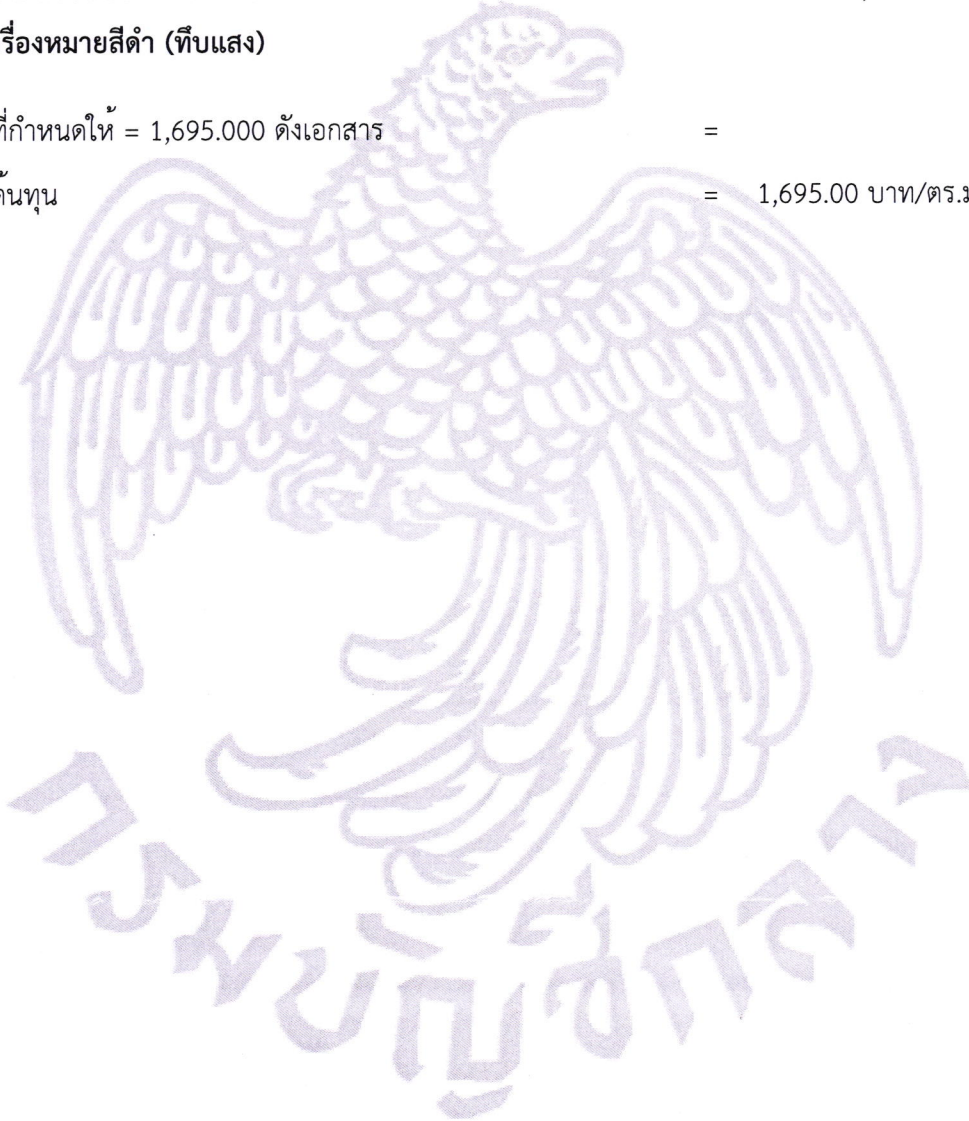 รื่องหมายสีดำ (ทึบแสง)
ที่กำหนดให้ = 1,695.000 ดังเอกสาร =
ต้นทุน = 1,695.00 บาท/ตร.ม
กรมบัญชีกลาง